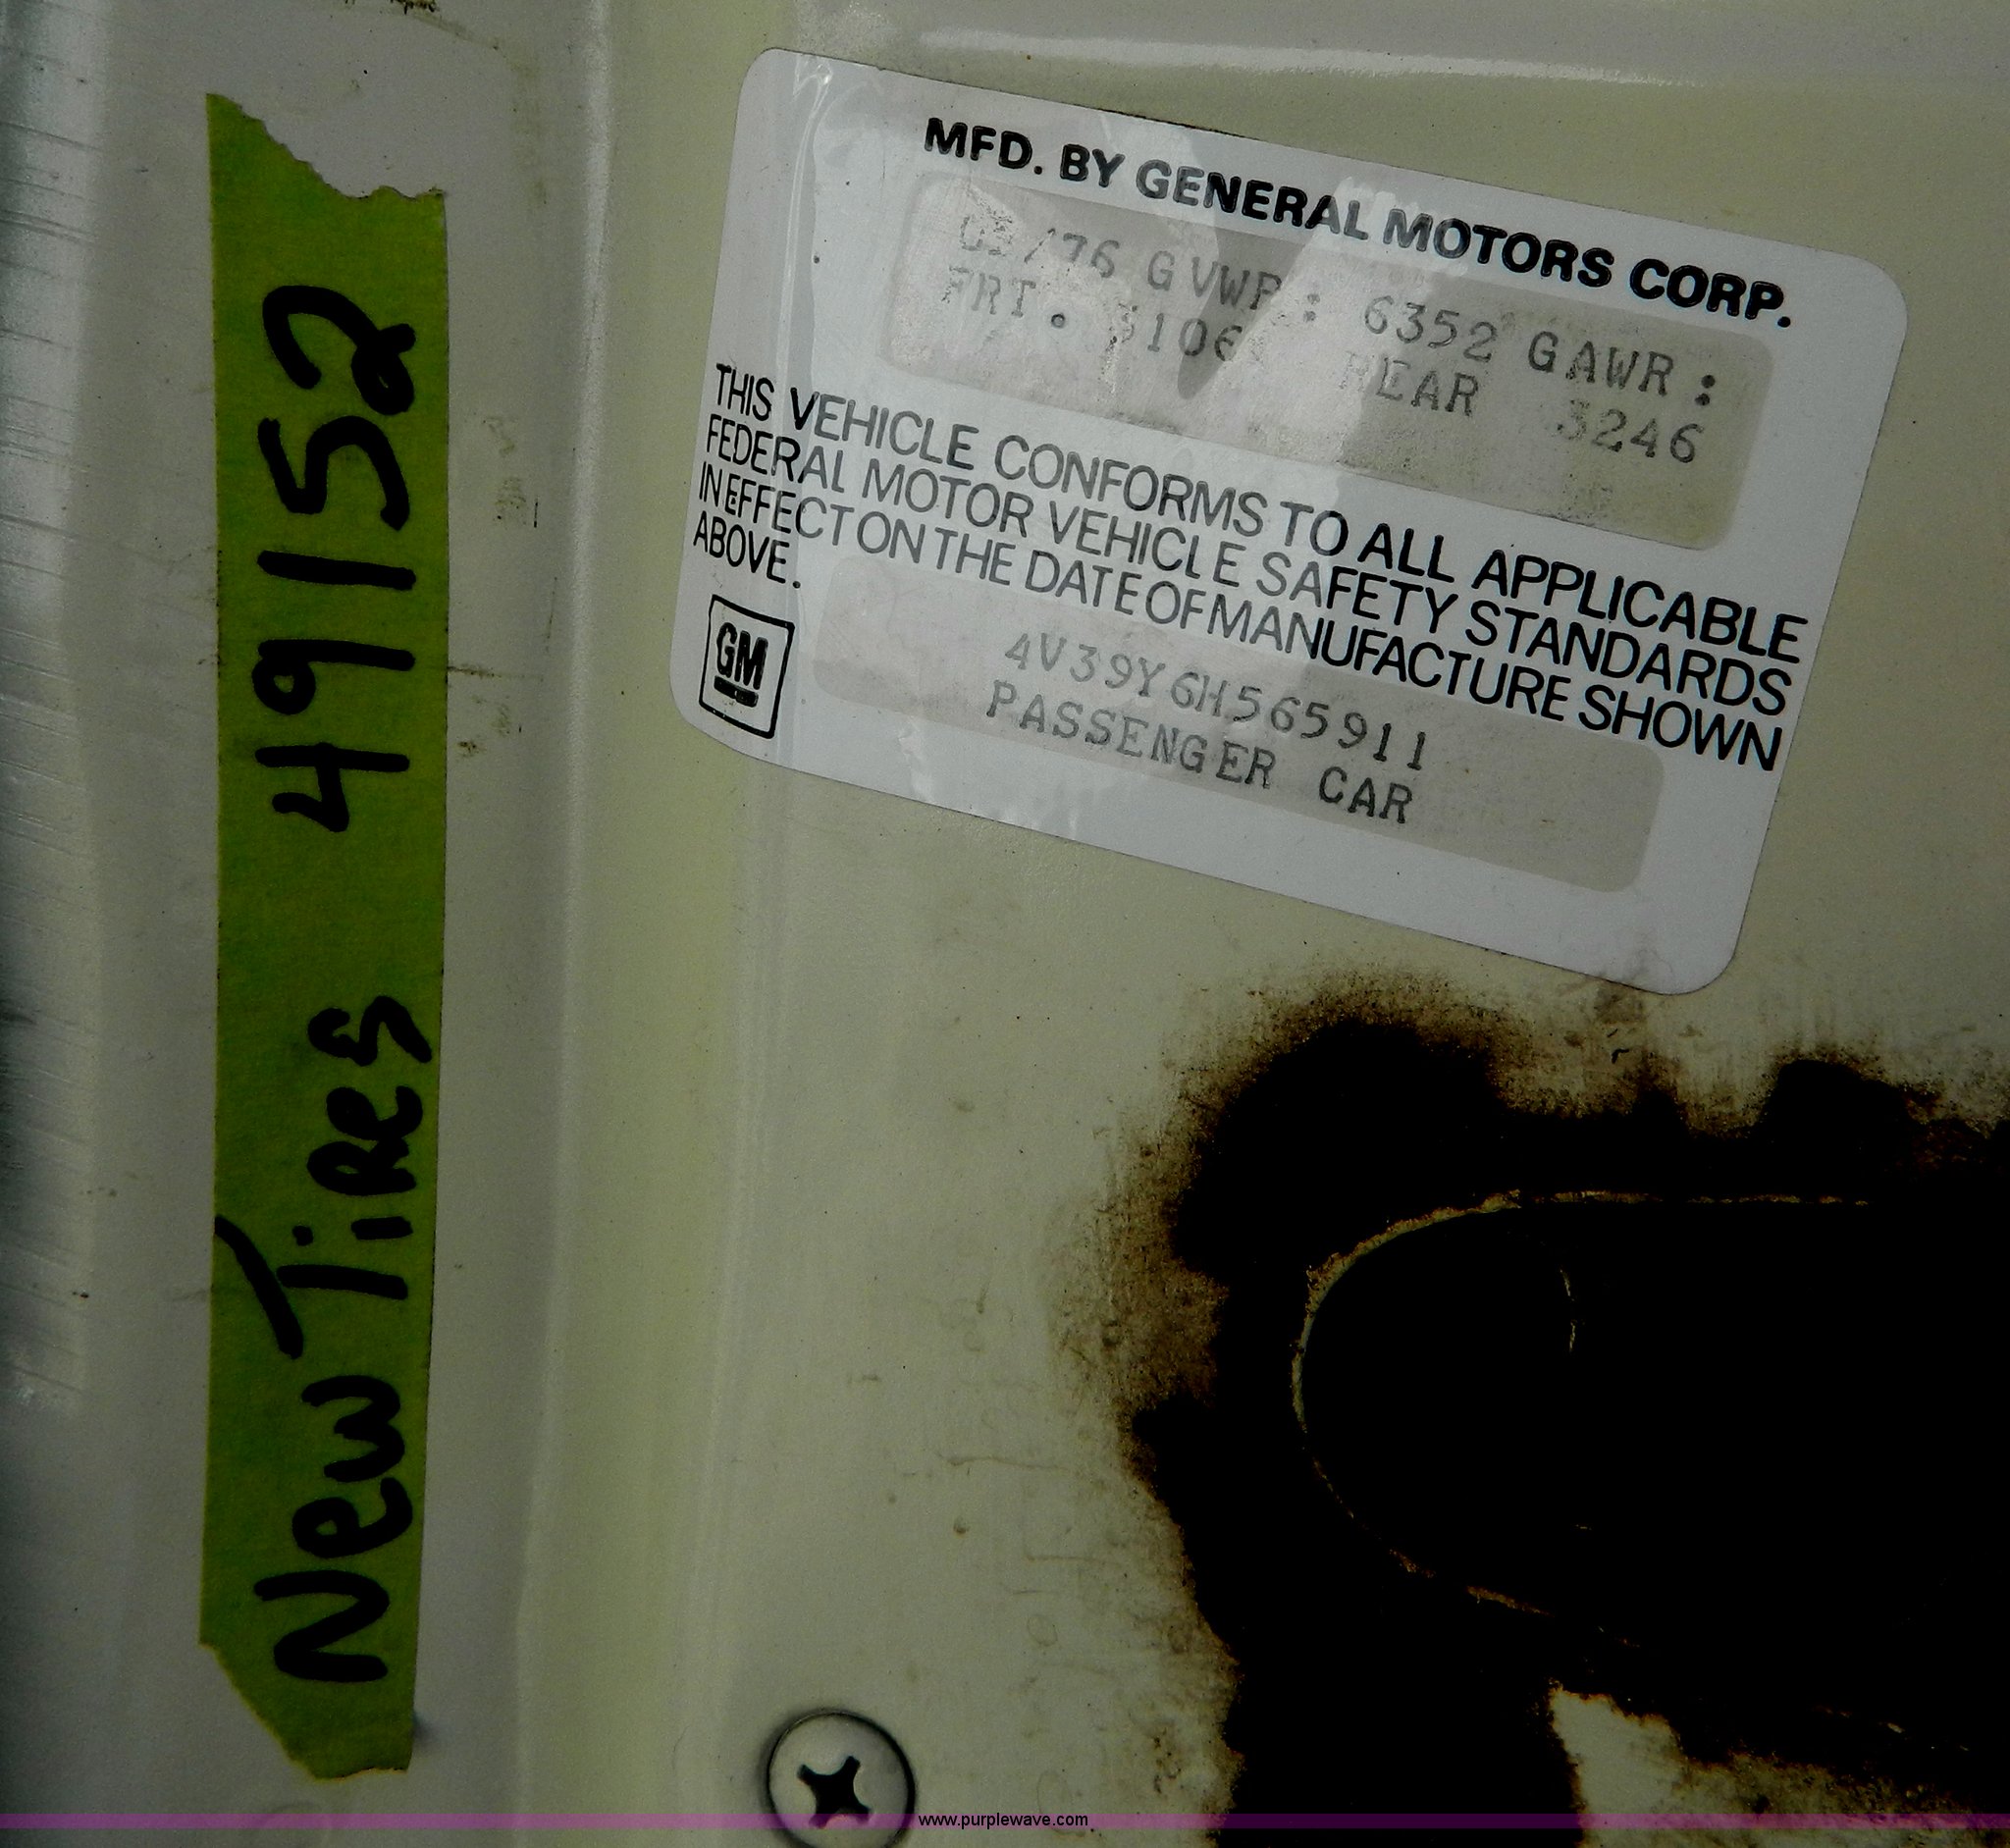 New Tires 49152
MFD. BY GENERAL MOTORS CORP.
GVWR: 6352 GAWR:
FRT. REAR 3246
THIS VEHICLE CONFORMS TO ALL APPLICABLE
FEDERAL MOTOR VEHICLE SAFETY STANDARDS
IN EFFECT ON THE DATE OF MANUFACTURE SHOWN
ABOVE.
GM
4V39Y6H565911
PASSENGER CAR
www.purplewave.com